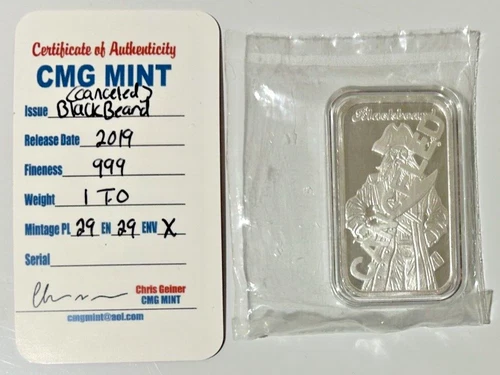 Certificate of Authenticity
CMG MINT
(canceled)
Issue BlackBeard
Release Date 2019
Fineness 999
Weight 1 T.O
Mintage PL 29 EN 29 ENV X
Serial
Chris Geiner
CMG MINT
cmgmint@aol.com
Blackbeard
CANCELED